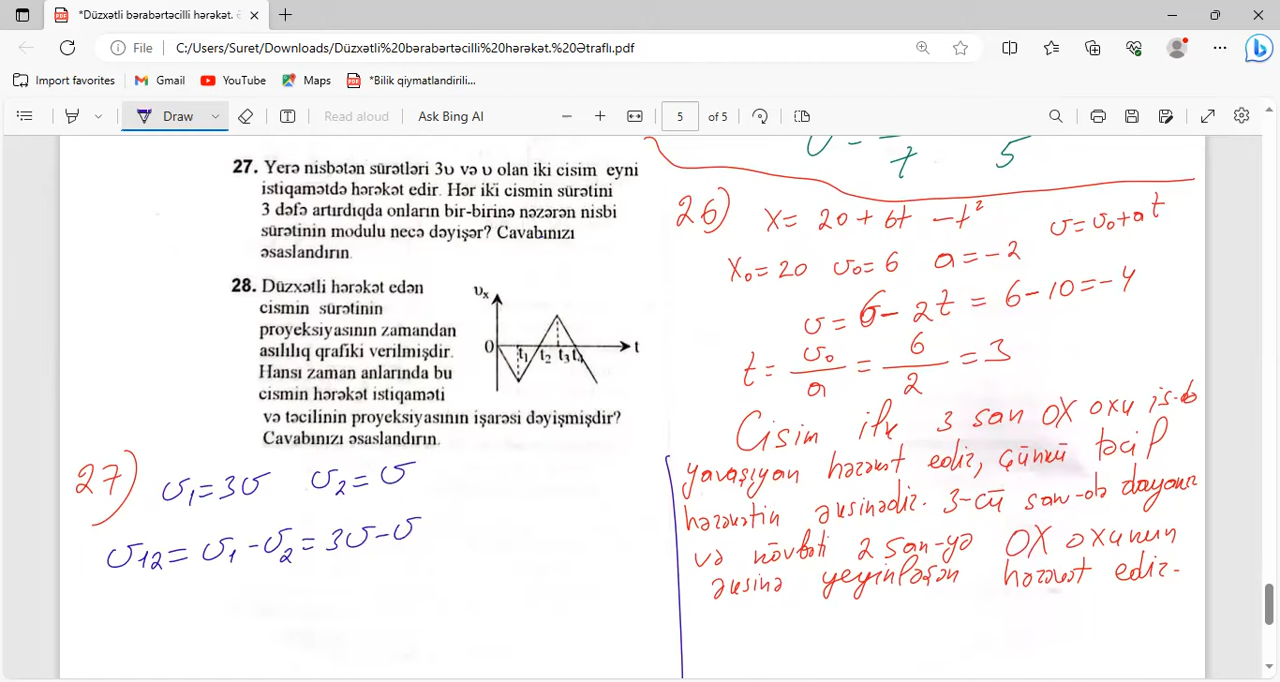 *Düzxətli bərabərtəcilli hərəkət.
File
C:/Users/Suret/Downloads/Düzxətli%20bərabərtəcilli%20hərəkət.%20Ətraflı.pdf
Import favorites
Gmail
YouTube
Maps
*Bilik qiymatlandirili...
Draw
Read aloud
Ask Bing AI
5
of 5
27. Yerə nisbətən sürətləri 3υ və υ olan iki cisim eyni
istiqamətdə hərəkət edir. Hər iki cismin sürətini
3 dəfə artırdıqda onların bir-birinə nəzərən nisbi
sürətinin modulu necə dəyişər? Cavabınızı
əsaslandırın.
28. Düzxətli hərəkət edən
cismin sürətinin
proyeksiyasının zamandan
asılılıq qrafiki verilmişdir.
Hansı zaman anlarında bu
cismin hərəkət istiqaməti
və təcilinin proyeksiyasının işarəsi dəyişmişdir?
Cavabınızı əsaslandırın.
υx
0
t1 t2 t3 t4
t
27) υ1=3υ υ2=υ
υ12=υ1-υ2=3υ-υ
7 5
26) x= 20+6t -t²
υ=υ0+at
x0=20 υ0=6 a=-2
υ=6-2t=6-10=-4
t= υ0/a = 6/2 =3
Cisim ilk 3 san OX oxu is-də
yavaşıyan hərəkət edir, çünki təcil
hərəkətin əksinədir. 3-cü san-də dayanır
və növbəti 2 san-yə OX oxunun
əksinə yeyinləşən hərəkət edir.